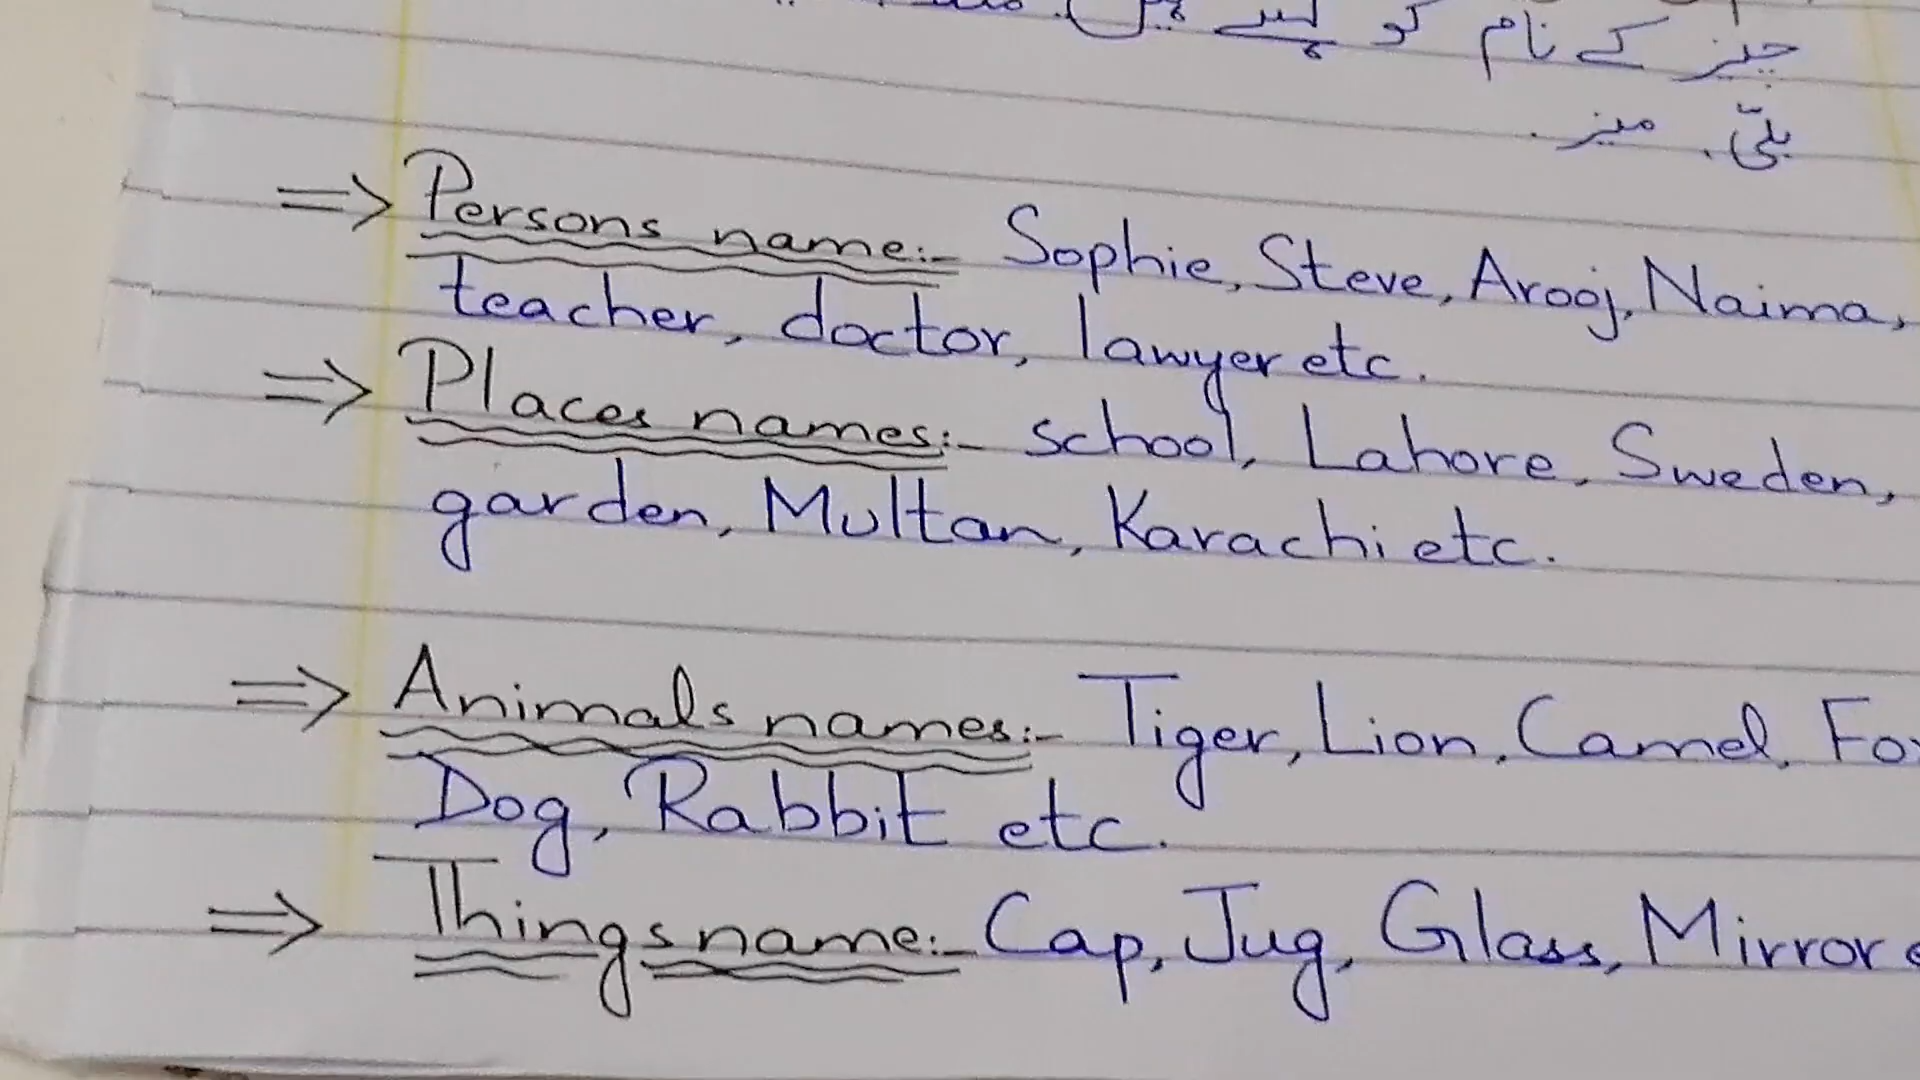 چیز کے نام کو کہتے ہیں
بلّی. میز.
⇒ Persons name:- Sophie, Steve, Arooj, Naima,
teacher, doctor, lawyer etc.
⇒ Places names:- school, Lahore, Sweden,
garden, Multan, Karachi etc.
⇒ Animals names:- Tiger, Lion, Camel,
Dog, Rabbit etc.
⇒ Things name:- Cap, Jug, Glass, Mirror